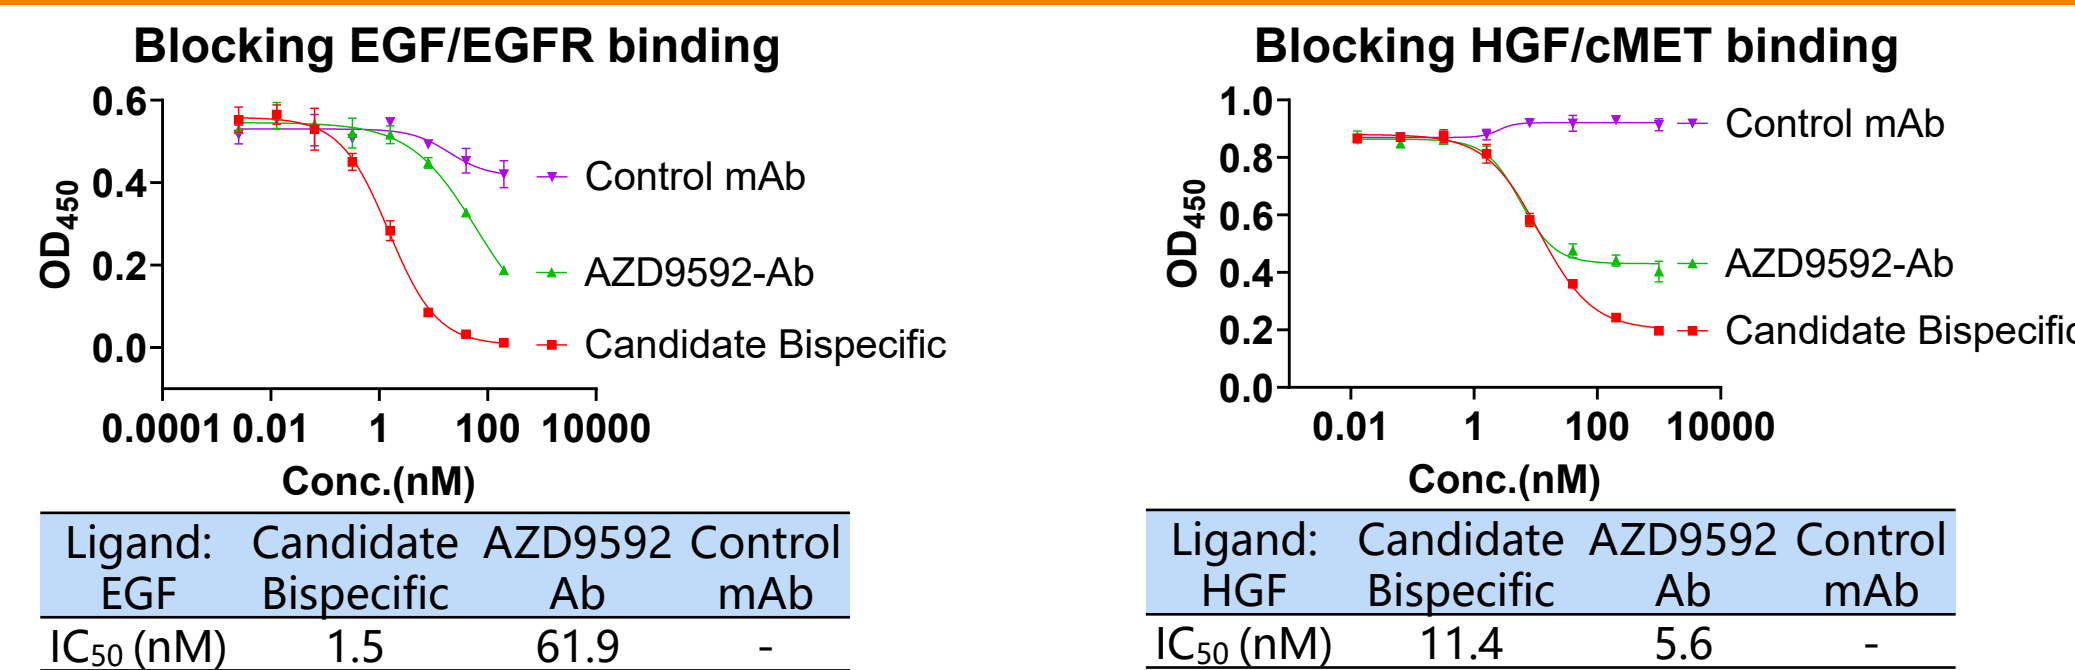 Blocking EGF/EGFR binding
0.6
0.4
0.2
0.0
OD450
0.0001 0.01 1 100 10000
Conc.(nM)
Control mAb
AZD9592-Ab
Candidate Bispecific
Ligand: Candidate AZD9592 Control
EGF Bispecific Ab mAb
IC50 (nM) 1.5 61.9 -
Blocking HGF/cMET binding
1.0
0.8
0.6
0.4
0.2
0.0
OD450
0.01 1 100 10000
Conc.(nM)
Control mAb
AZD9592-Ab
Candidate Bispecific
Ligand: Candidate AZD9592 Control
HGF Bispecific Ab mAb
IC50 (nM) 11.4 5.6 -